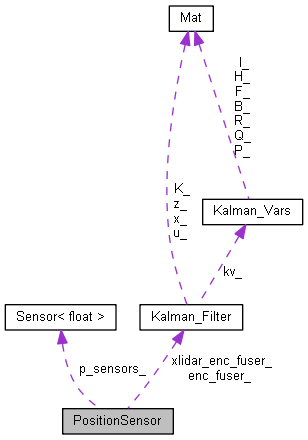 Mat
I_
H_
F_
B_
R_
Q_
P_
K_
z_
x_
u_
Kalman_Vars
kv_
Sensor< float >
Kalman_Filter
p_sensors_
xlidar_enc_fuser_
enc_fuser_
PositionSensor